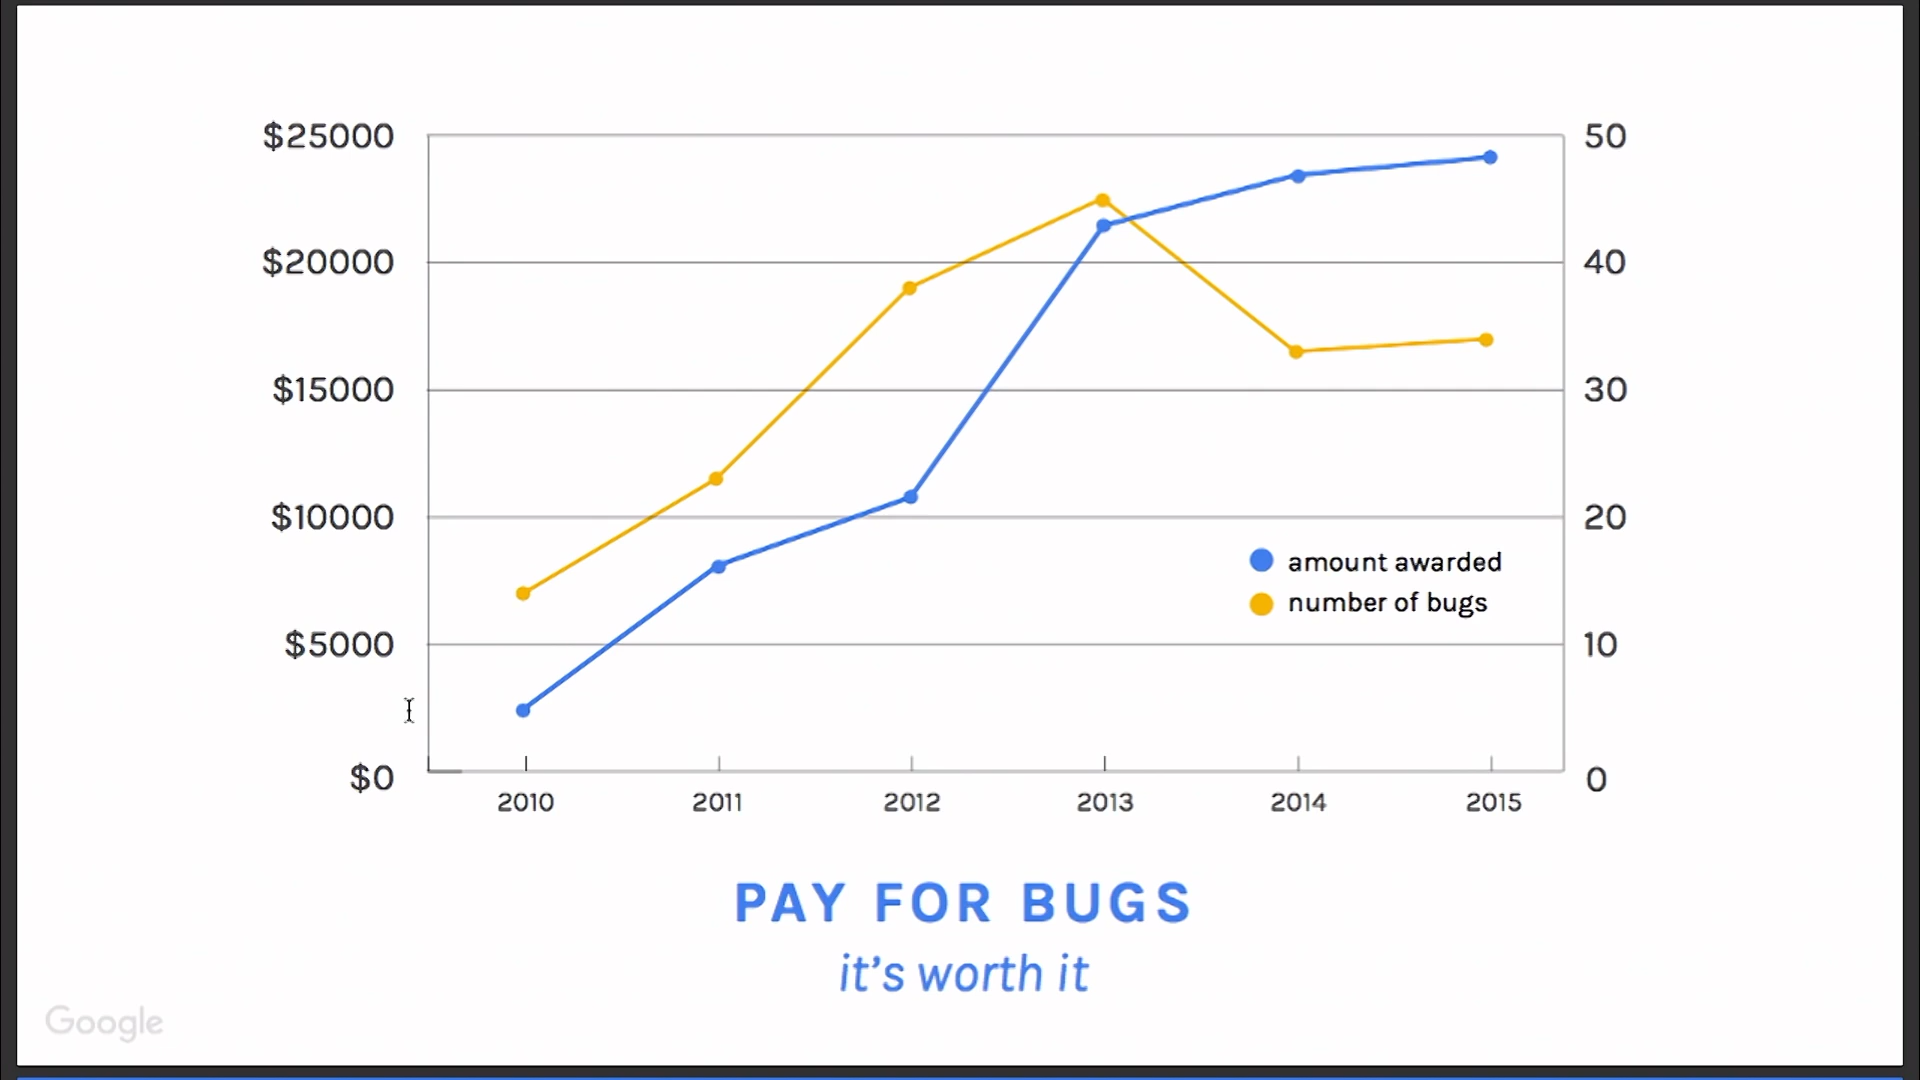 $25000
50
$20000
40
$15000
30
$10000
20
amount awarded
number of bugs
$5000
10
$0
0
2010 2011 2012 2013 2014 2015
PAY FOR BUGS
it's worth it
Google